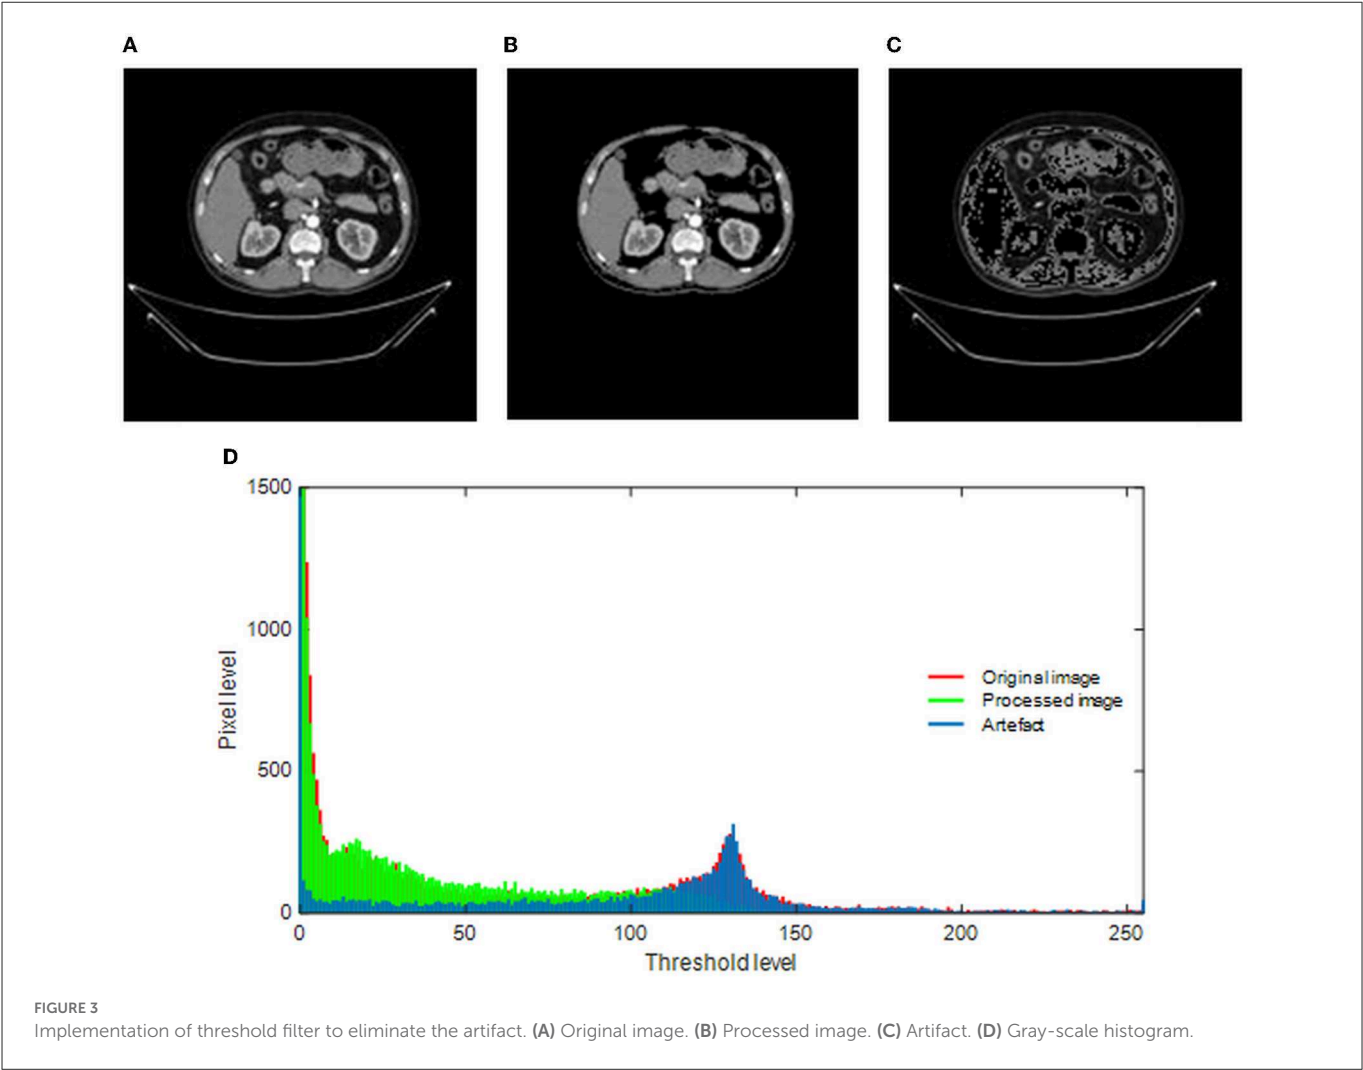 A
B
C
D
1500
1000
500
0
Pixel level
Original image
Processed image
Artefact
0
50
100
150
200
250
Threshold level
FIGURE 3
Implementation of threshold filter to eliminate the artifact. (A) Original image. (B) Processed image. (C) Artifact. (D) Gray-scale histogram.